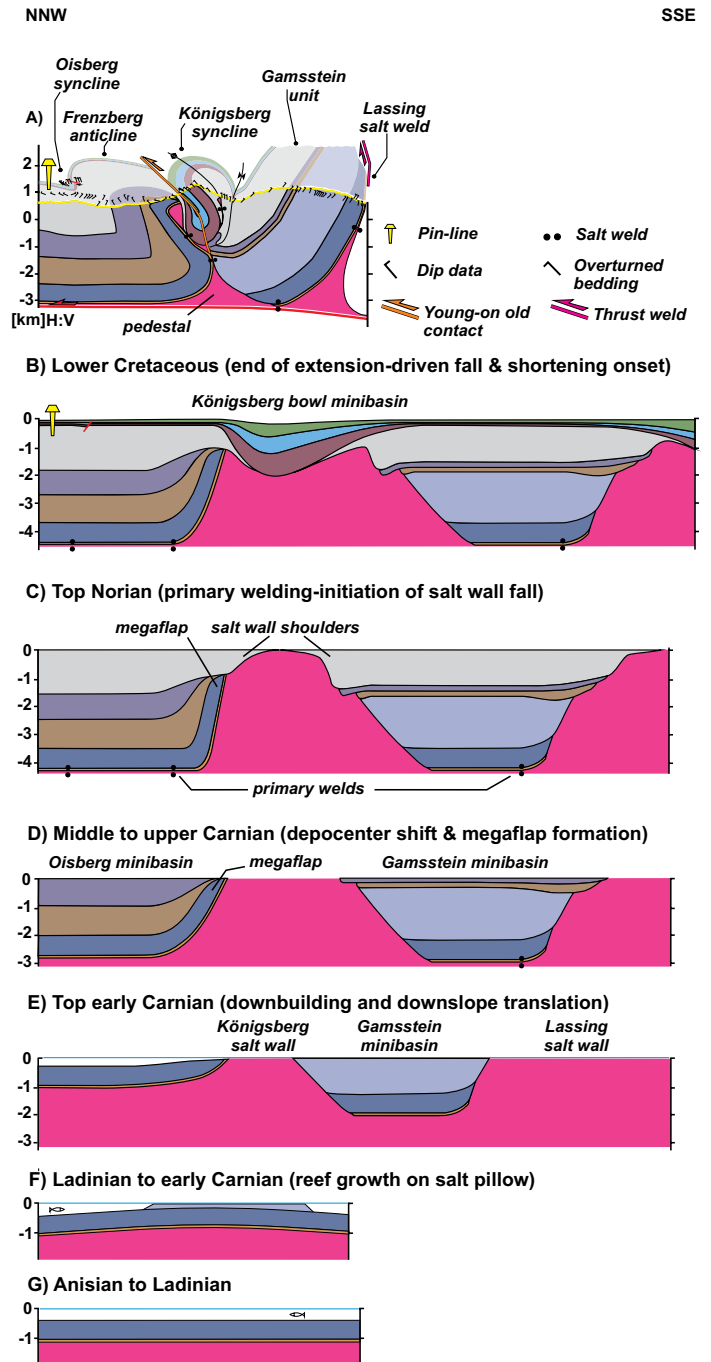 NNW SSE
Oisberg
syncline
Gamsstein
unit
Königsberg
syncline
Lassing
salt weld
Frenzberg
anticline
A)
2
1
0
-1
-2
-3
[km]H:V
pedestal
Pin-line
Salt weld
Dip data
Overturned
bedding
Young-on old
contact
Thrust weld
B) Lower Cretaceous (end of extension-driven fall & shortening onset)
Königsberg bowl minibasin
0
-1
-2
-3
-4
C) Top Norian (primary welding-initiation of salt wall fall)
megaflap salt wall shoulders
0
-1
-2
-3
-4
primary welds
D) Middle to upper Carnian (depocenter shift & megaflap formation)
Oisberg minibasin megaflap Gamsstein minibasin
0
-1
-2
-3
E) Top early Carnian (downbuilding and downslope translation)
Königsberg
salt wall
Gamsstein
minibasin
Lassing
salt wall
0
-1
-2
-3
F) Ladinian to early Carnian (reef growth on salt pillow)
0
-1
G) Anisian to Ladinian
0
-1